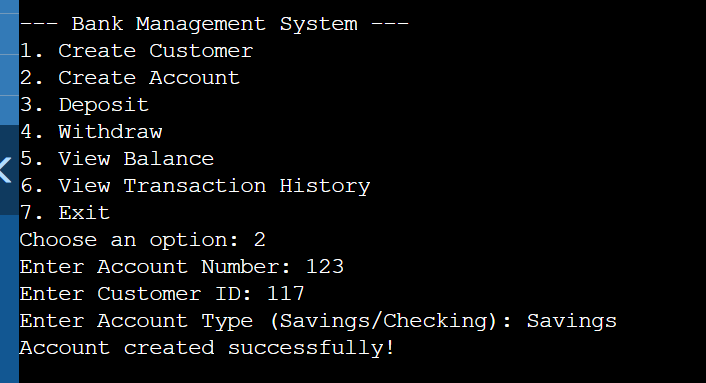 --- Bank Management System ---
1. Create Customer
2. Create Account
3. Deposit
4. Withdraw
5. View Balance
6. View Transaction History
7. Exit
Choose an option: 2
Enter Account Number: 123
Enter Customer ID: 117
Enter Account Type (Savings/Checking): Savings
Account created successfully!